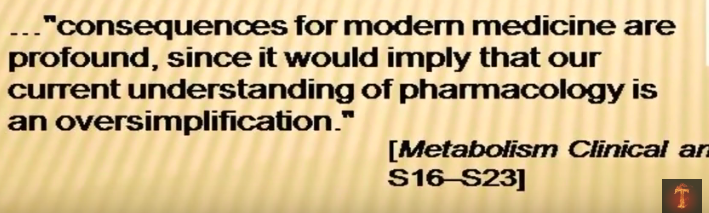 ..."consequences for modern medicine are
profound, since it would imply that our
current understanding of pharmacology is
an oversimplification."
[Metabolism Clinical an
S16–S23]